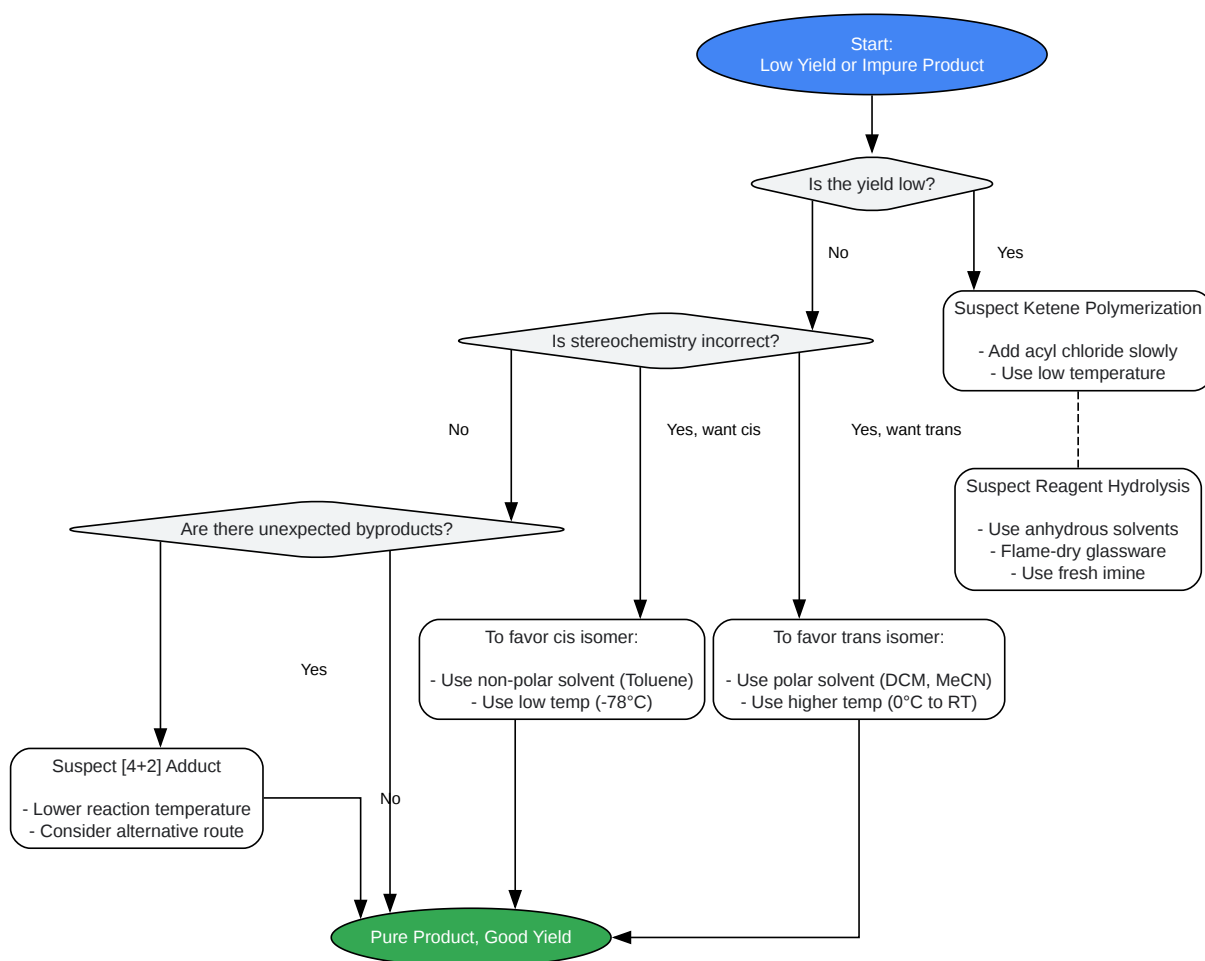 Start:
Low Yield or Impure Product
Is the yield low?
No
Yes
Suspect Ketene Polymerization
- Add acyl chloride slowly
- Use low temperature
Is stereochemistry incorrect?
No
Yes, want cis
Yes, want trans
Suspect Reagent Hydrolysis
- Use anhydrous solvents
- Flame-dry glassware
- Use fresh imine
Are there unexpected byproducts?
Yes
No
To favor cis isomer:
- Use non-polar solvent (Toluene)
- Use low temp (-78°C)
To favor trans isomer:
- Use polar solvent (DCM, MeCN)
- Use higher temp (0°C to RT)
Suspect [4+2] Adduct
- Lower reaction temperature
- Consider alternative route
Pure Product, Good Yield